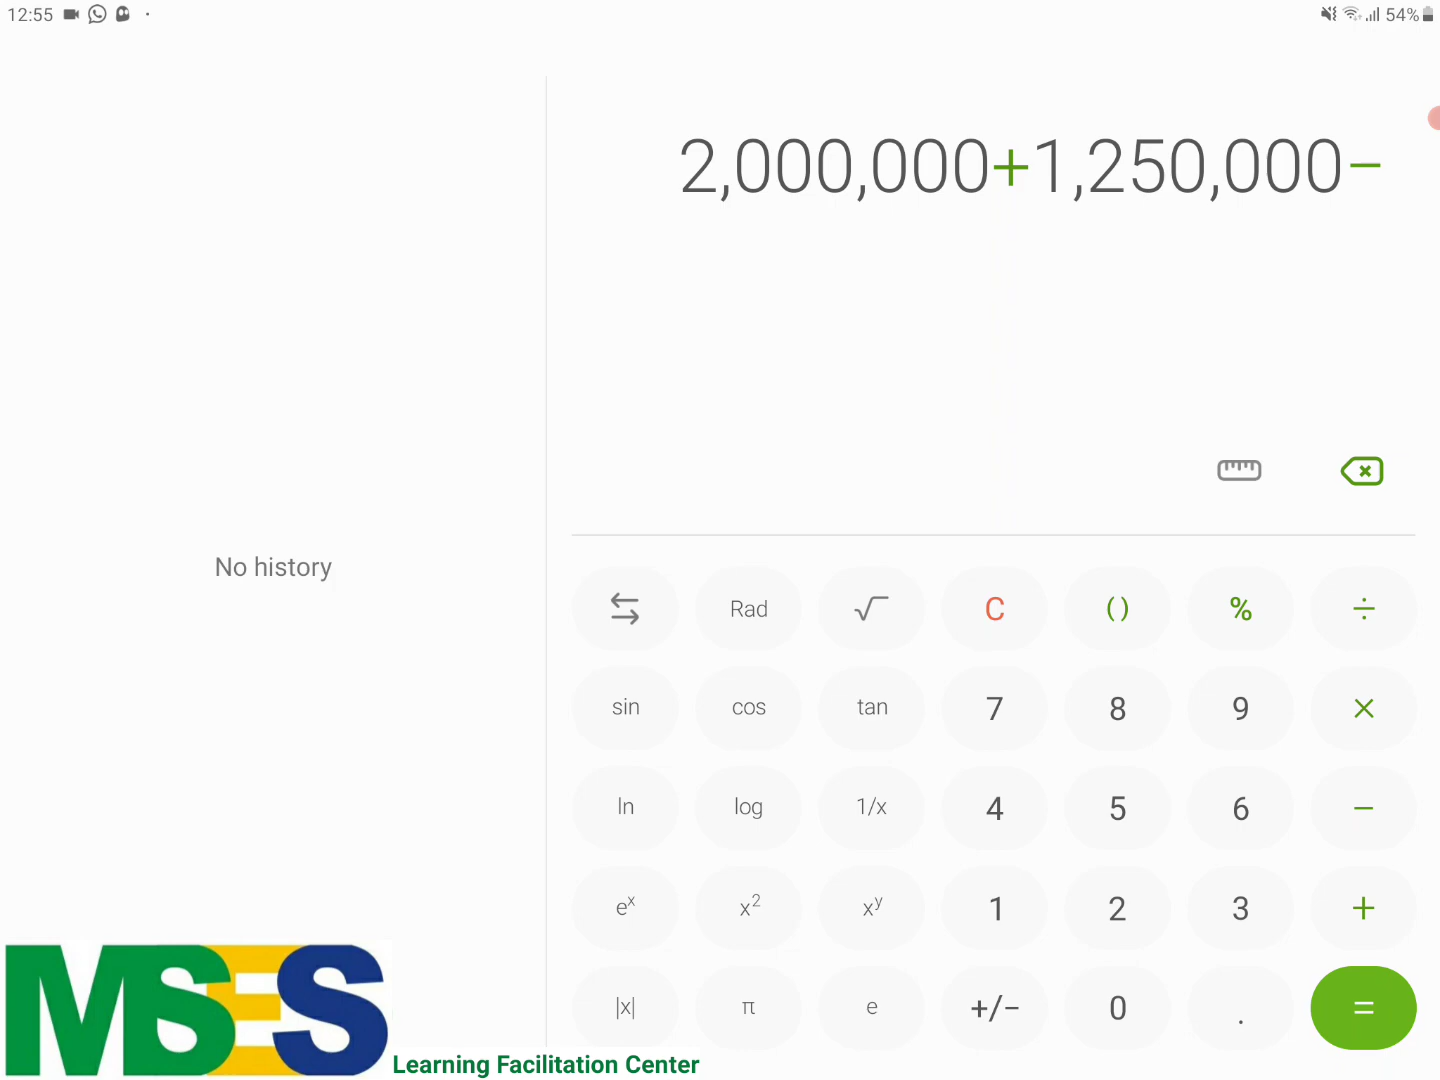 12:55
54%
2,000,000+1,250,000−
No history
Rad √ C () % ÷
sin cos tan 7 8 9 ×
ln log 1/x 4 5 6 −
eˣ x² xʸ 1 2 3 +
|x| π e +/− 0 . =
MSES
Learning Facilitation Center